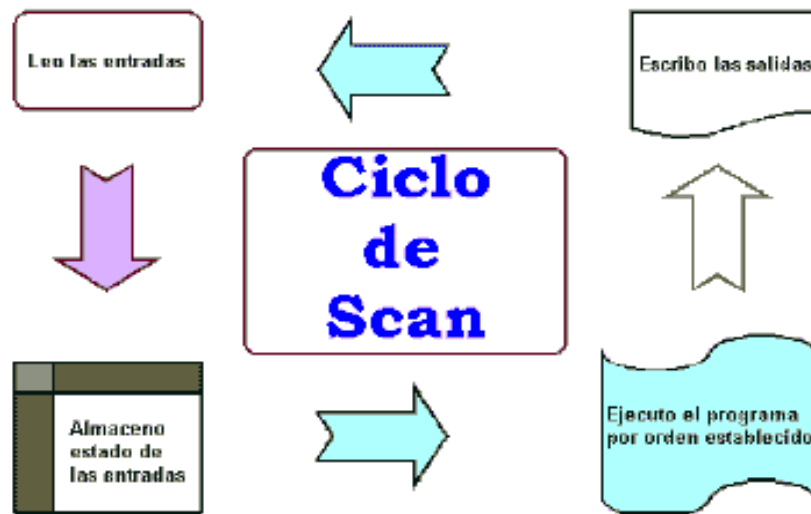 Leo las entradas
Escribo las salidas
Ciclo
de
Scan
Almaceno
estado de
las entradas
Ejecuto el programa
por orden establecido